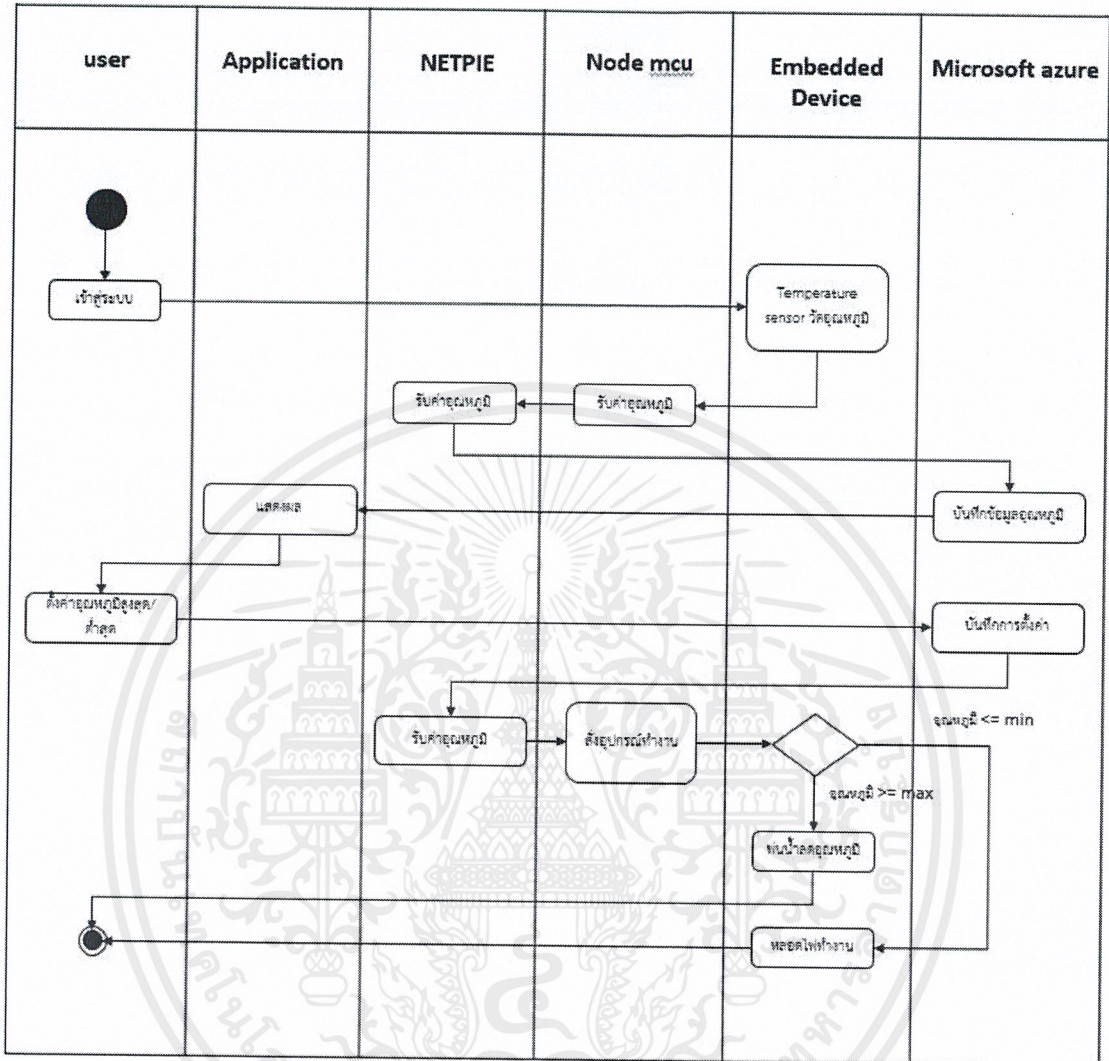 user
Application
NETPIE
Node mcu
Embedded
Device
Microsoft azure
เข้าสู่ระบบ
Temperature
sensor วัดอุณหภูมิ
รับค่าอุณหภูมิ
รับค่าอุณหภูมิ
แสดงผล
บันทึกข้อมูลอุณหภูมิ
ตั้งค่าอุณหภูมิสูงสุด/
ต่ำสุด
บันทึกการตั้งค่า
รับค่าอุณหภูมิ
สั่งอุปกรณ์ทำงาน
อุณหภูมิ <= min
อุณหภูมิ >= max
พ่นน้ำลดอุณหภูมิ
หลอดไฟทำงาน